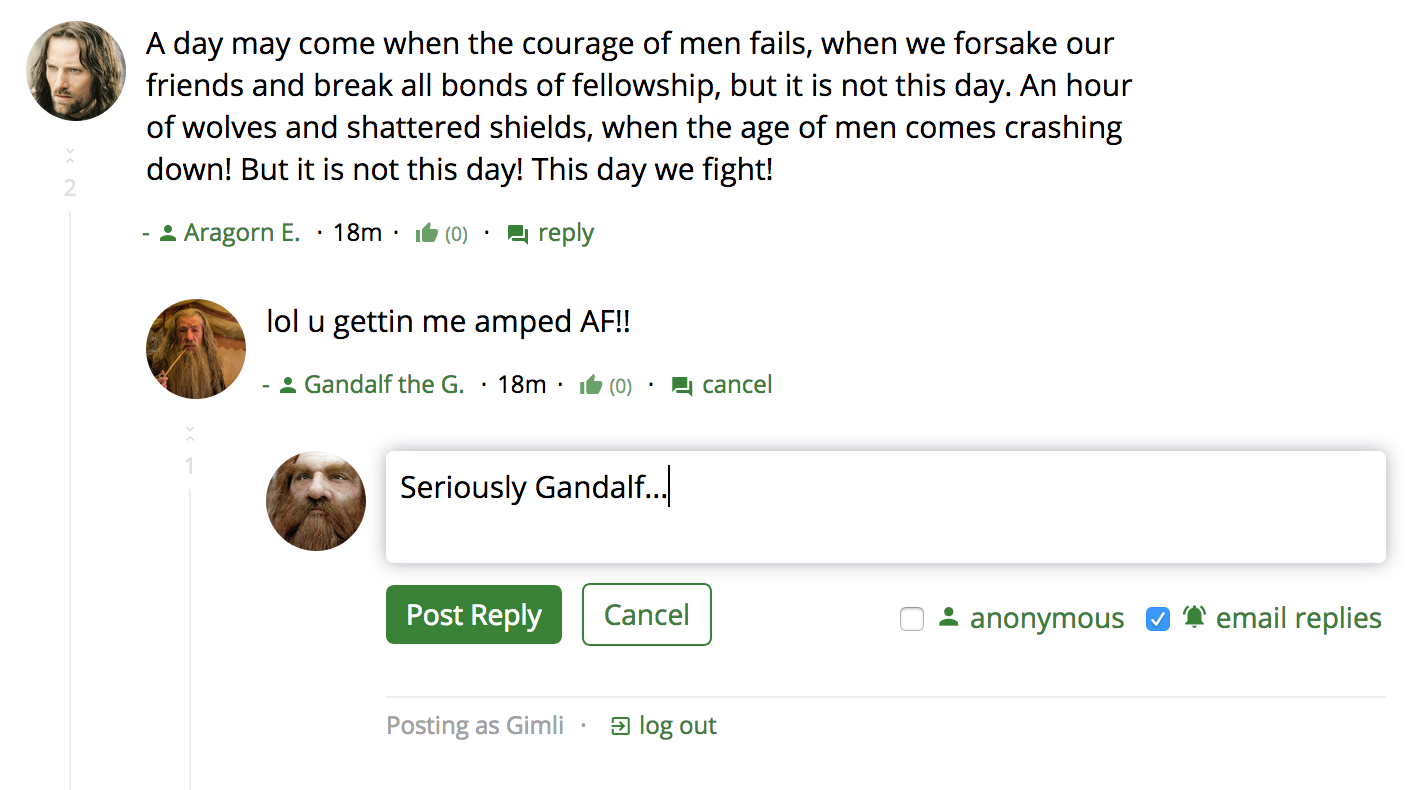 A day may come when the courage of men fails, when we forsake our
friends and break all bonds of fellowship, but it is not this day. An hour
of wolves and shattered shields, when the age of men comes crashing
down! But it is not this day! This day we fight!
2
- Aragorn E. · 18m · (0) · reply
lol u gettin me amped AF!!
- Gandalf the G. · 18m · (0) · cancel
1
Seriously Gandalf...
Post Reply Cancel anonymous email replies
Posting as Gimli · log out